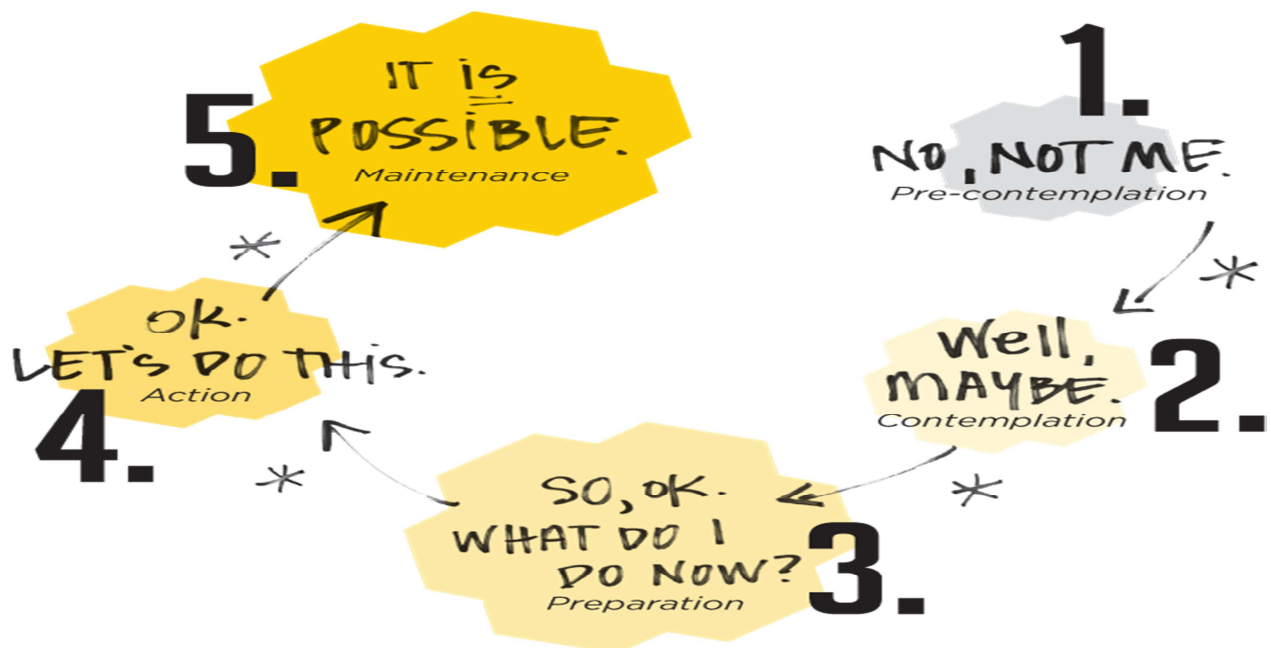 1.
NO, NOT ME.
Pre-contemplation
*
Well,
MAYBE.
Contemplation
2.
*
SO, OK.
WHAT DO I
DO NOW?
Preparation
3.
*
OK.
LET'S DO THIS.
Action
4.
*
5.
IT IS
POSSIBLE.
Maintenance